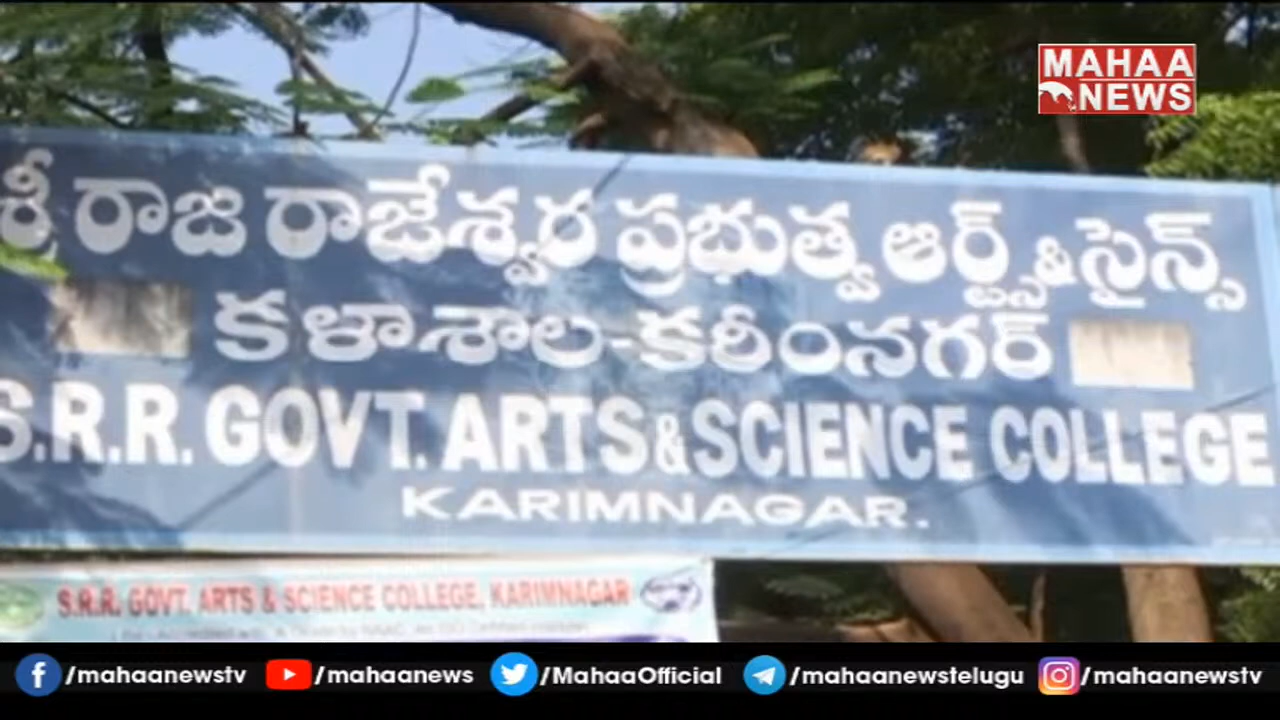 MAHAA
NEWS
శ్రీ రాజ రాజేశ్వర ప్రభుత్వ ఆర్ట్స్ & సైన్స్
కళాశాల-కరీంనగర్
S.R.R. GOVT. ARTS & SCIENCE COLLEGE
KARIMNAGAR.
S.R.R. GOVT. ARTS & SCIENCE COLLEGE, KARIMNAGAR
/mahaanewstv /mahaanews /MahaaOfficial /mahaanewstelugu /mahaanewstv